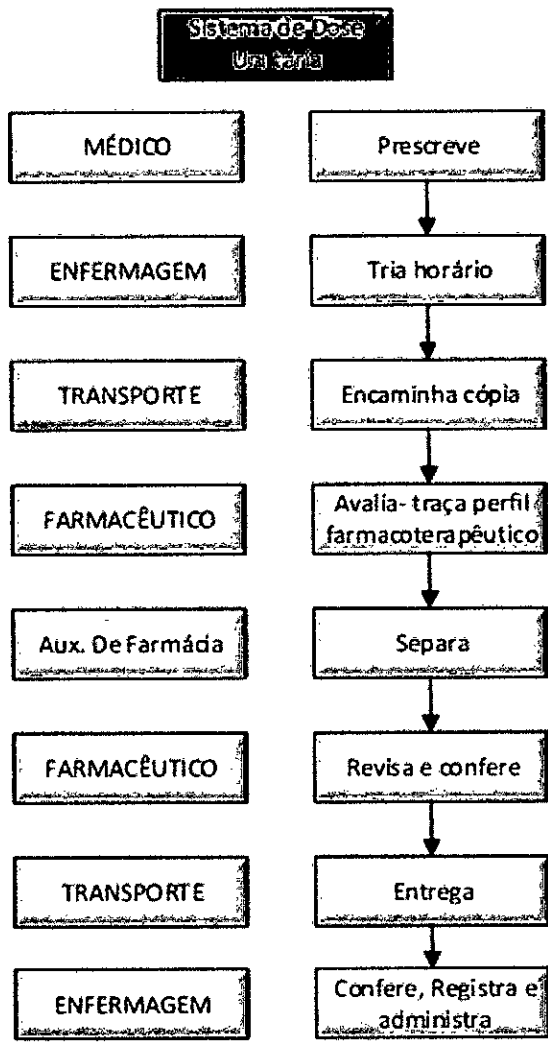 Sistema de Dose
Unitária
MÉDICO
Prescreve
ENFERMAGEM
Tria horário
TRANSPORTE
Encaminha cópia
FARMACÊUTICO
Avalia- traça perfil
farmacoterapêutico
Aux. De Farmácia
Separa
FARMACÊUTICO
Revisa e confere
TRANSPORTE
Entrega
ENFERMAGEM
Confere, Registra e
administra